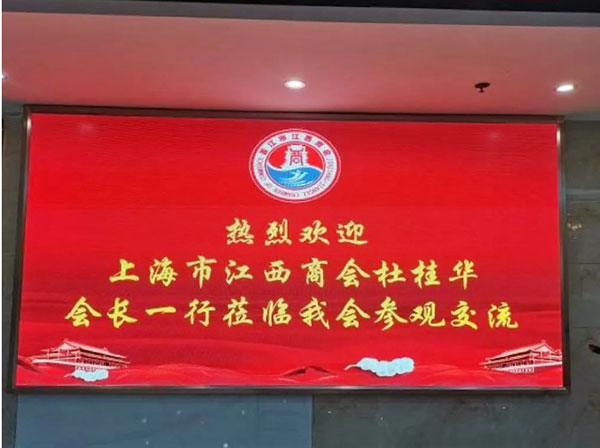 商
热烈欢迎
上海市江西商会杜桂华
会长一行莅临我会参观交流